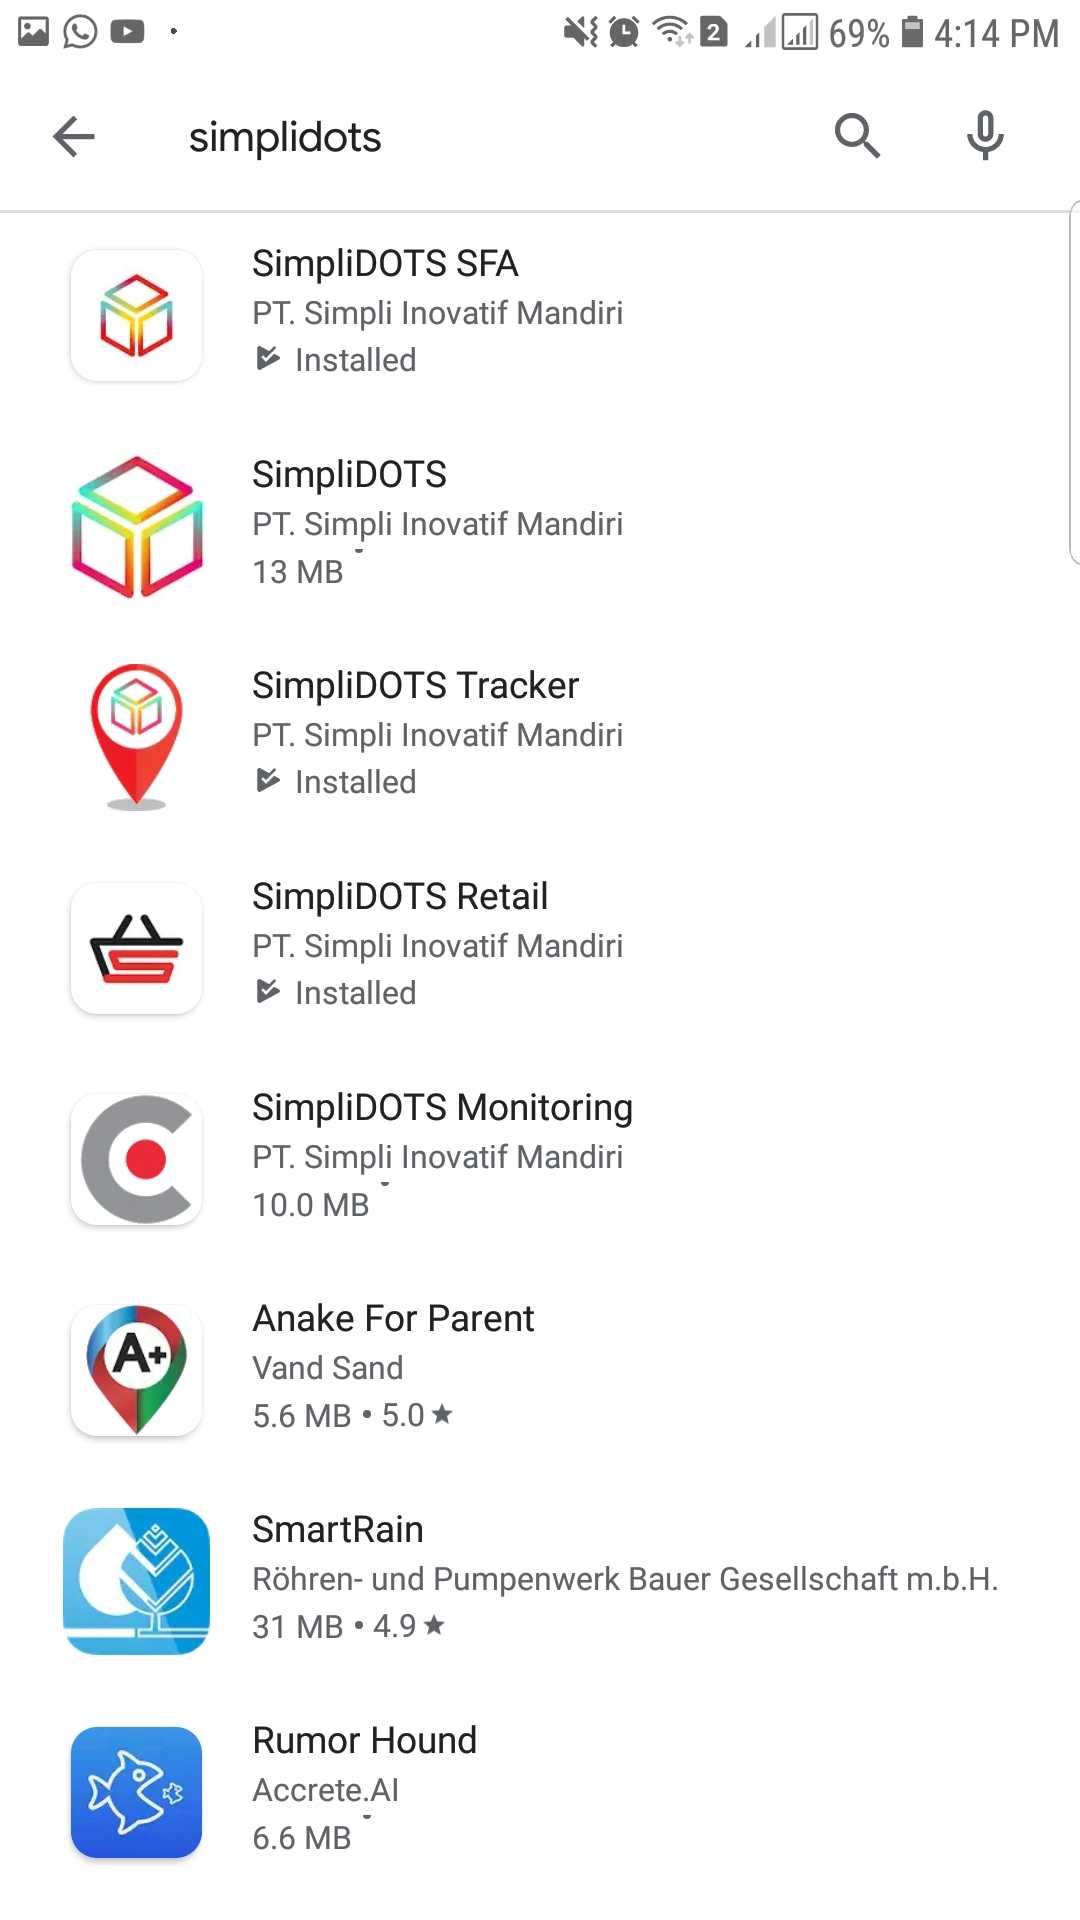 2 69% 4:14 PM
simplidots
SimpliDOTS SFA
PT. Simpli Inovatif Mandiri
Installed
SimpliDOTS
PT. Simpli Inovatif Mandiri
13 MB
SimpliDOTS Tracker
PT. Simpli Inovatif Mandiri
Installed
SimpliDOTS Retail
PT. Simpli Inovatif Mandiri
Installed
SimpliDOTS Monitoring
PT. Simpli Inovatif Mandiri
10.0 MB
A+
Anake For Parent
Vand Sand
5.6 MB • 5.0 ★
SmartRain
Röhren- und Pumpenwerk Bauer Gesellschaft m.b.H.
31 MB • 4.9 ★
Rumor Hound
Accrete.AI
6.6 MB